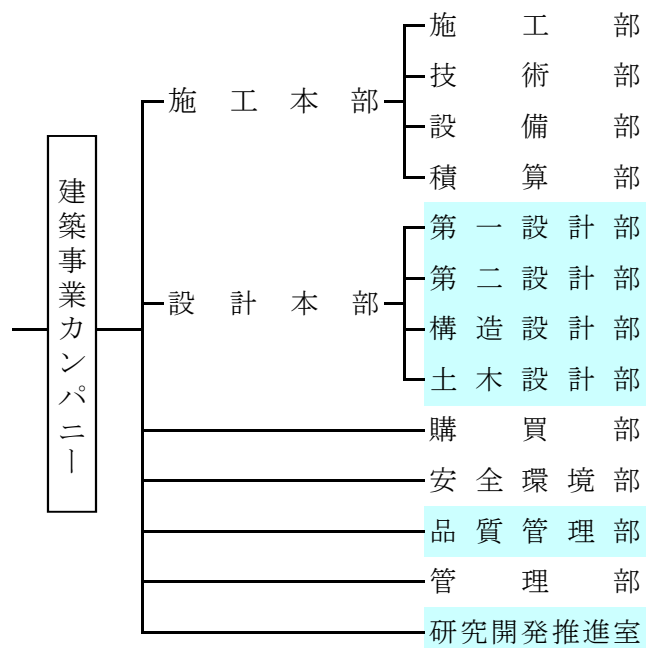 建築事業カンパニー
施工本部
施工部
技術部
設備部
積算部
設計本部
第一設計部
第二設計部
構造設計部
土木設計部
購買部
安全環境部
品質管理部
管理部
研究開発推進室